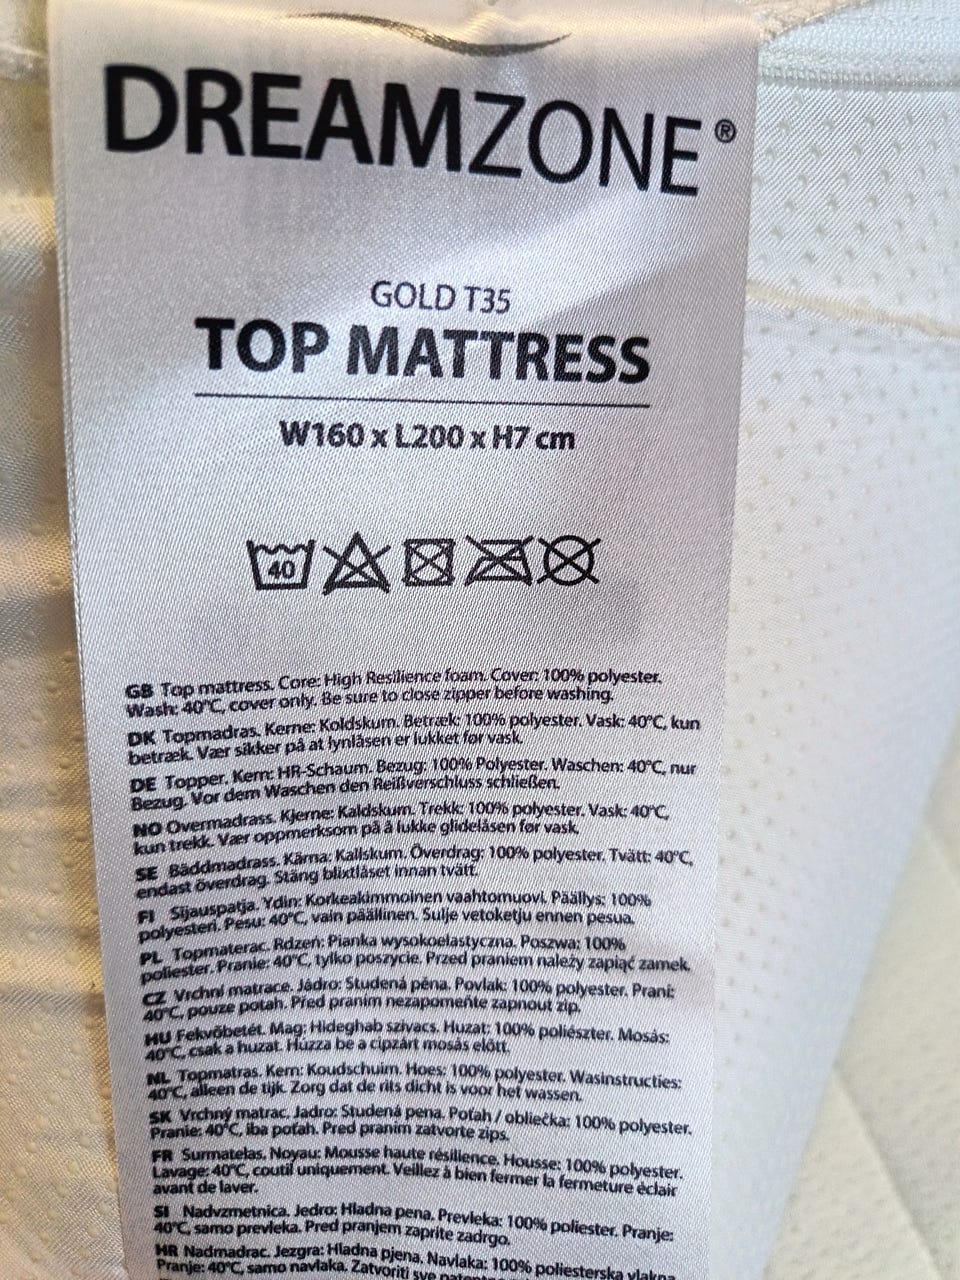 DREAMZONE®
GOLD T35
TOP MATTRESS
W160 x L200 x H7 cm
40
GB Top mattress. Core: High Resilience foam. Cover: 100% polyester.
Wash: 40°C, cover only. Be sure to close zipper before washing.
DK Topmadras. Kerne: Koldskum. Betræk: 100% polyester. Vask: 40°C, kun
betræk. Vær sikker på at lynlåsen er lukket før vask.
DE Topper. Kern: HR-Schaum. Bezug: 100% Polyester. Waschen: 40°C, nur
Bezug. Vor dem Waschen den Reißverschluss schließen.
NO Overmadrass. Kjerne: Kaldskum. Trekk: 100% polyester. Vask: 40°C,
kun trekk. Vær oppmerksom på å lukke glidelåsen før vask.
SE Bäddmadrass. Kärna: Kallskum. Överdrag: 100% polyester. Tvätt: 40°C,
endast överdrag. Stäng blixtlåset innan tvätt.
FI Sijauspatja. Ydin: Korkeakimmoinen vaahtomuovi. Päällys: 100%
polyesteri. Pesu: 40°C, vain päällinen. Sulje vetoketju ennen pesua.
PL Topmaterac. Rdzeń: Pianka wysokoelastyczna. Poszwa: 100%
poliester. Pranie: 40°C, tylko poszycie. Przed praniem należy zapiąć zamek.
CZ Vrchní matrace. Jádro: Studená pěna. Povlak: 100% polyester. Praní:
40°C, pouze potah. Před praním nezapomeňte zapnout zip.
HU Fekvőbetét. Mag: Hideghab szivacs. Huzat: 100% poliészter. Mosás:
40°C, csak a huzat. Húzza be a cipzárt mosás előtt.
NL Topmatras. Kern: Koudschuim. Hoes: 100% polyester. Wasinstructies:
40°C, alleen de tijk. Zorg dat de rits dicht is voor het wassen.
SK Vrchný matrac. Jadro: Studená pena. Poťah / obliečka: 100% polyester.
Pranie: 40°C, iba poťah. Pred praním zatvorte zips.
FR Surmatelas. Noyau: Mousse haute résilience. Housse: 100% polyester.
Lavage: 40°C, coutil uniquement. Veillez à bien fermer la fermeture éclair
avant de laver.
SI Nadvzmetnica. Jedro: Hladna pena. Prevleka: 100% poliester. Pranje:
40°C, samo prevleka. Pred pranjem zaprite zadrgo.
HR Nadmadrac. Jezgra: Hladna pjena. Navlaka: 100% poliesterska vlakna.
Pranje: 40°C, samo navlaka. Zatvoriti sve